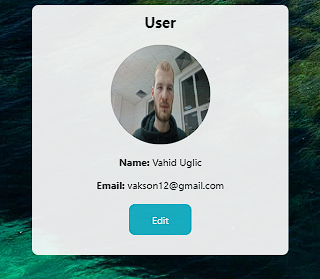 User
Name: Vahid Uglic
Email: vakson12@gmail.com
Edit